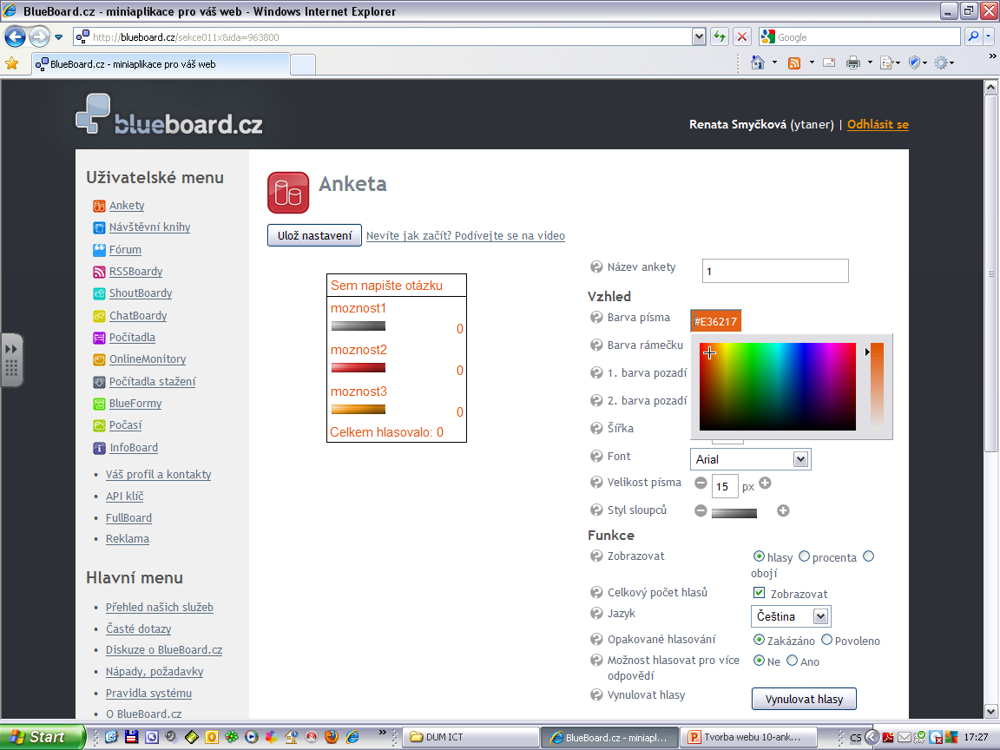 BlueBoard.cz - miniaplikace pro váš web - Windows Internet Explorer
http://blueboard.cz/sekce011x&ida=963800
Google
BlueBoard.cz - miniaplikace pro váš web
blueboard.cz
Renata Smyčková (ytaner) | Odhlásit se
Uživatelské menu
Ankety
Návštěvní knihy
Fórum
RSSBoardy
ShoutBoardy
ChatBoardy
Počítadla
OnlineMonitory
Počítadla stažení
BlueFormy
Počasí
InfoBoard
• Váš profil a kontakty
• API klíč
• FullBoard
• Reklama
Hlavní menu
• Přehled našich služeb
• Časté dotazy
• Diskuze o BlueBoard.cz
• Nápady, požadavky
• Pravidla systému
• O BlueBoard.cz
Anketa
Ulož nastavení Nevíte jak začít? Podívejte se na video
Sem napište otázku
moznost1
0
moznost2
0
moznost3
0
Celkem hlasovalo: 0
Název ankety 1
Vzhled
Barva písma #E36217
Barva rámečku
1. barva pozadí
2. barva pozadí
Šířka
Font Arial
Velikost písma 15 px
Styl sloupců
Funkce
Zobrazovat hlasy procenta
obojí
Celkový počet hlasů Zobrazovat
Jazyk Čeština
Opakované hlasování Zakázáno Povoleno
Možnost hlasovat pro více odpovědí Ne Ano
Vynulovat hlasy Vynulovat hlasy
Start DUM ICT BlueBoard.cz - miniapl... Tvorba webu 10-ank... CS 17:27